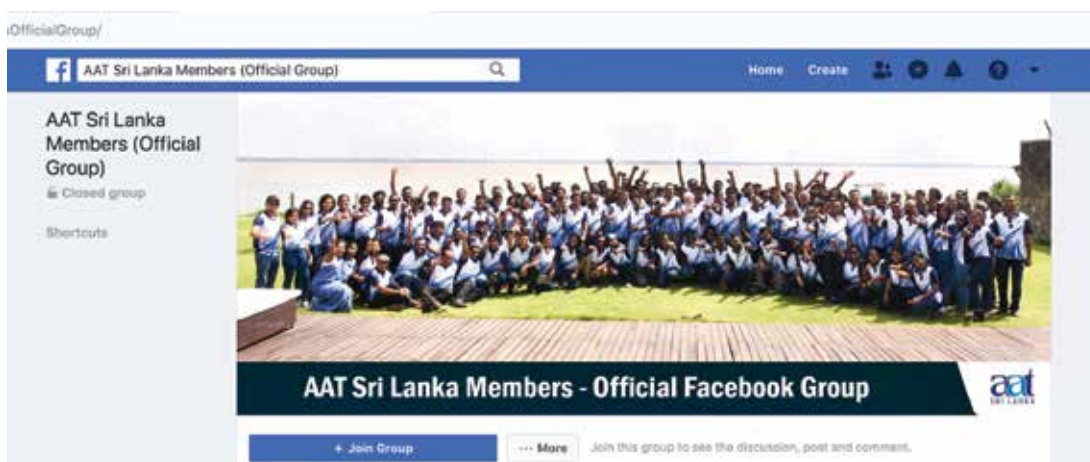 OfficialGroup/
AAT Sri Lanka Members (Official Group)
Home Create
AAT Sri Lanka
Members (Official
Group)
Closed group
Shortcuts
AAT Sri Lanka Members - Official Facebook Group
aat
SRI LANKA
+ Join Group
··· More
Join this group to see the discussion, post and comment.